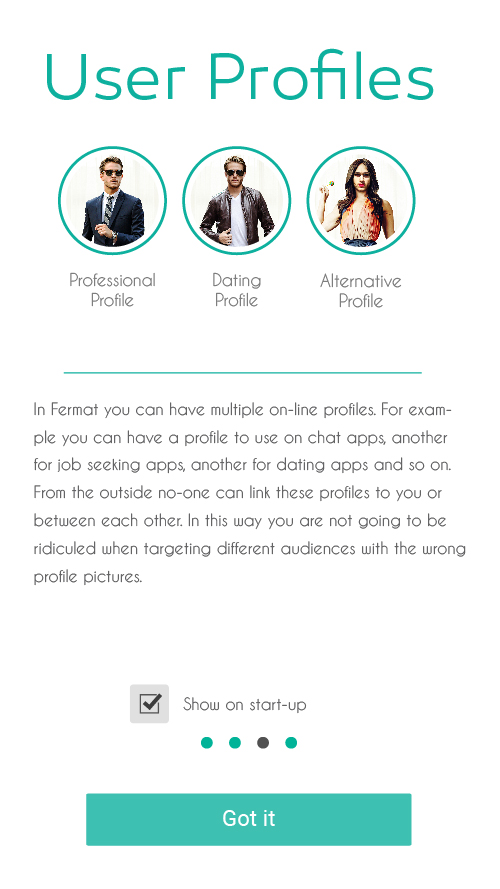 User Profiles
Professional
Profile
Dating
Profile
Alternative
Profile
In Fermat you can have multiple on-line profiles. For exam-
ple you can have a profile to use on chat apps, another
for job seeking apps, another for dating apps and so on.
From the outside no-one can link these profiles to you or
between each other. In this way you are not going to be
ridiculed when targeting different audiences with the wrong
profile pictures.
Show on start-up
Got it